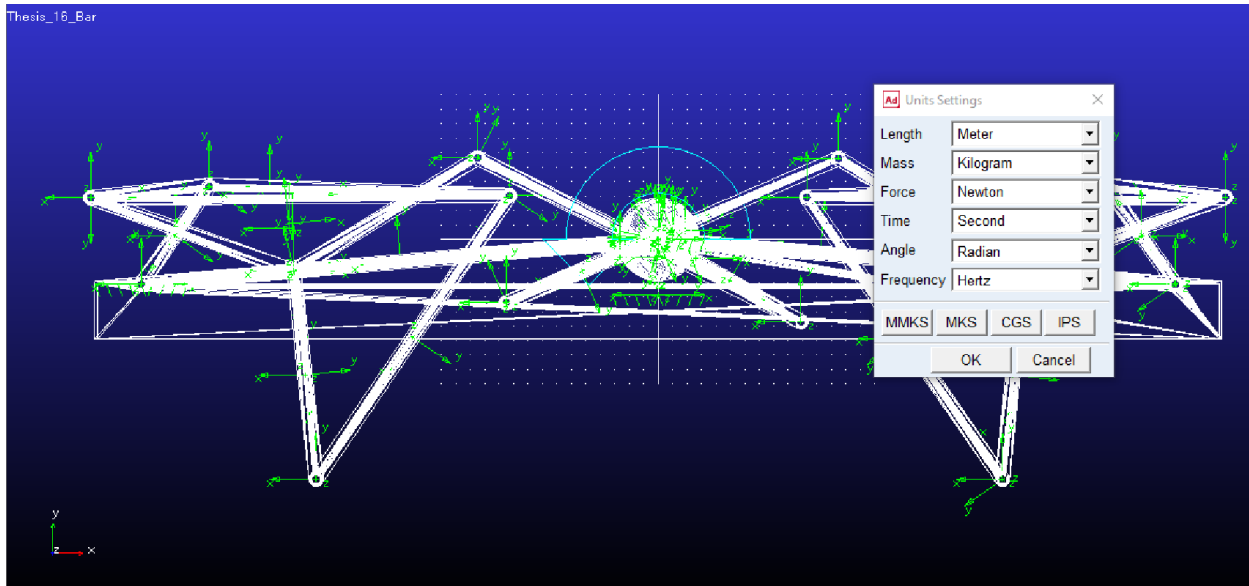 Thesis_16_Bar
Ad Units Settings
Length Meter
Mass Kilogram
Force Newton
Time Second
Angle Radian
Frequency Hertz
MMKS MKS CGS IPS
OK Cancel
y
z x